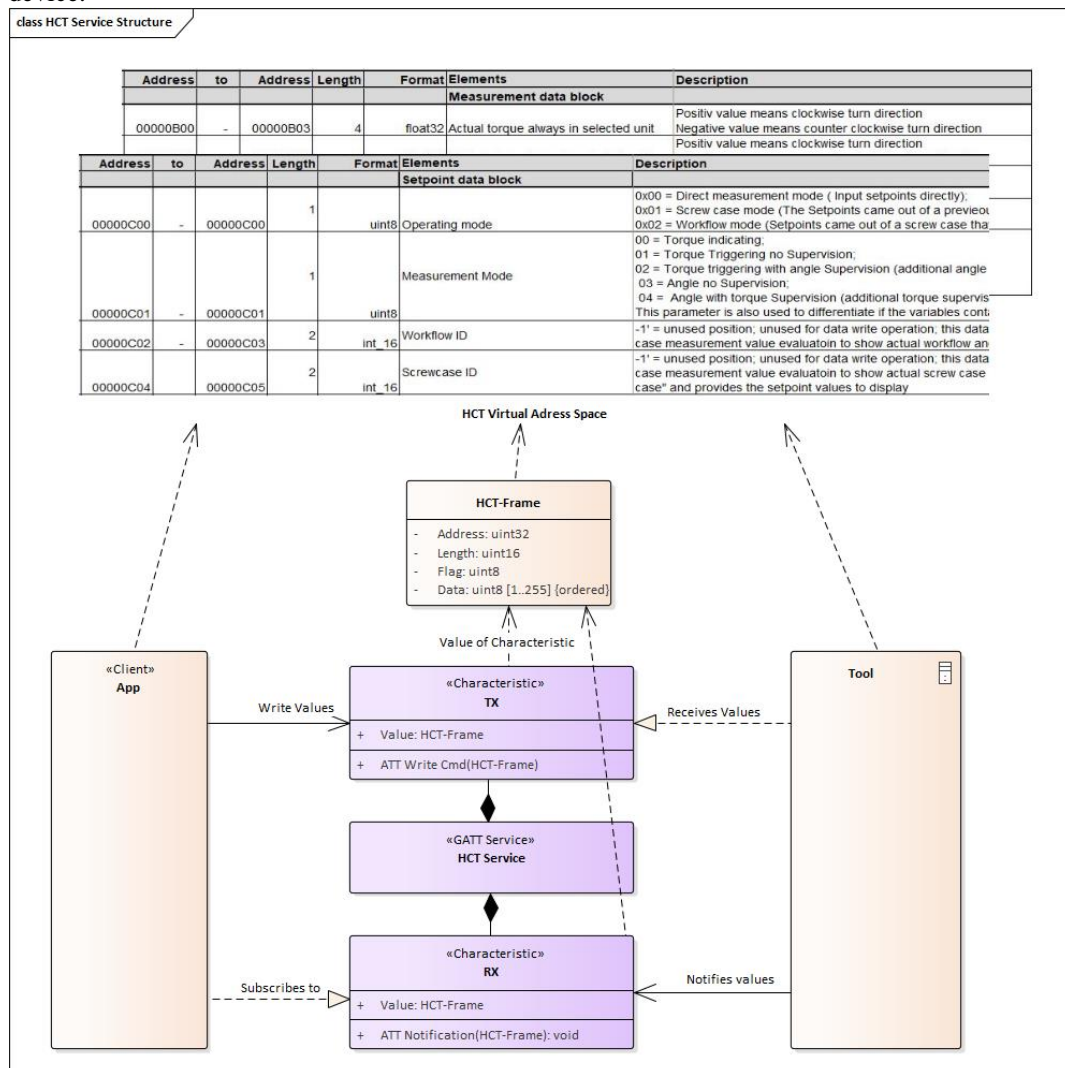 class HCT Service Structure
Address to Address Length Format Elements Description
Measurement data block
Positiv value means clockwise turn direction
00000B00 - 00000B03 4 float32 Actual torque always in selected unit Negative value means counter clockwise turn direction
Positiv value means clockwise turn direction
Address to Address Length Format Elements Description
Setpoint data block
0x00 = Direct measurement mode ( Input setpoints directly);
1 0x01 = Screw case mode (The Setpoints came out of a previeou
00000C00 - 00000C00 uint8 Operating mode 0x02 = Workflow mode (Setpoints came out of a screw case tha
00 = Torque indicating;
01 = Torque Triggering no Supervision;
02 = Torque triggering with angle Supervision (additional angle
1 Measurement Mode 03 = Angle no Supervision;
04 = Angle with torque Supervision (additional torque supervis
00000C01 - 00000C01 uint8 This parameter is also used to differentiate if the variables conta
2 Workflow ID -1' = unused position; unused for data write operation; this data
00000C02 - 00000C03 int_16 case measurement value evaluatoin to show actual workflow an
-1' = unused position; unused for data write operation; this data
2 Screwcase ID case measurement value evaluatoin to show actual screw case
00000C04 00000C05 int_16 case" and provides the setpoint values to display
HCT Virtual Adress Space
HCT-Frame
- Address: uint32
- Length: uint16
- Flag: uint8
- Data: uint8 [1..255] {ordered}
Value of Characteristic
«Client»
App
Write Values
«Characteristic»
TX
+ Value: HCT-Frame
+ ATT Write Cmd(HCT-Frame)
Receives Values
Tool
«GATT Service»
HCT Service
«Characteristic»
RX
+ Value: HCT-Frame
+ ATT Notification(HCT-Frame): void
Subscribes to
Notifies values